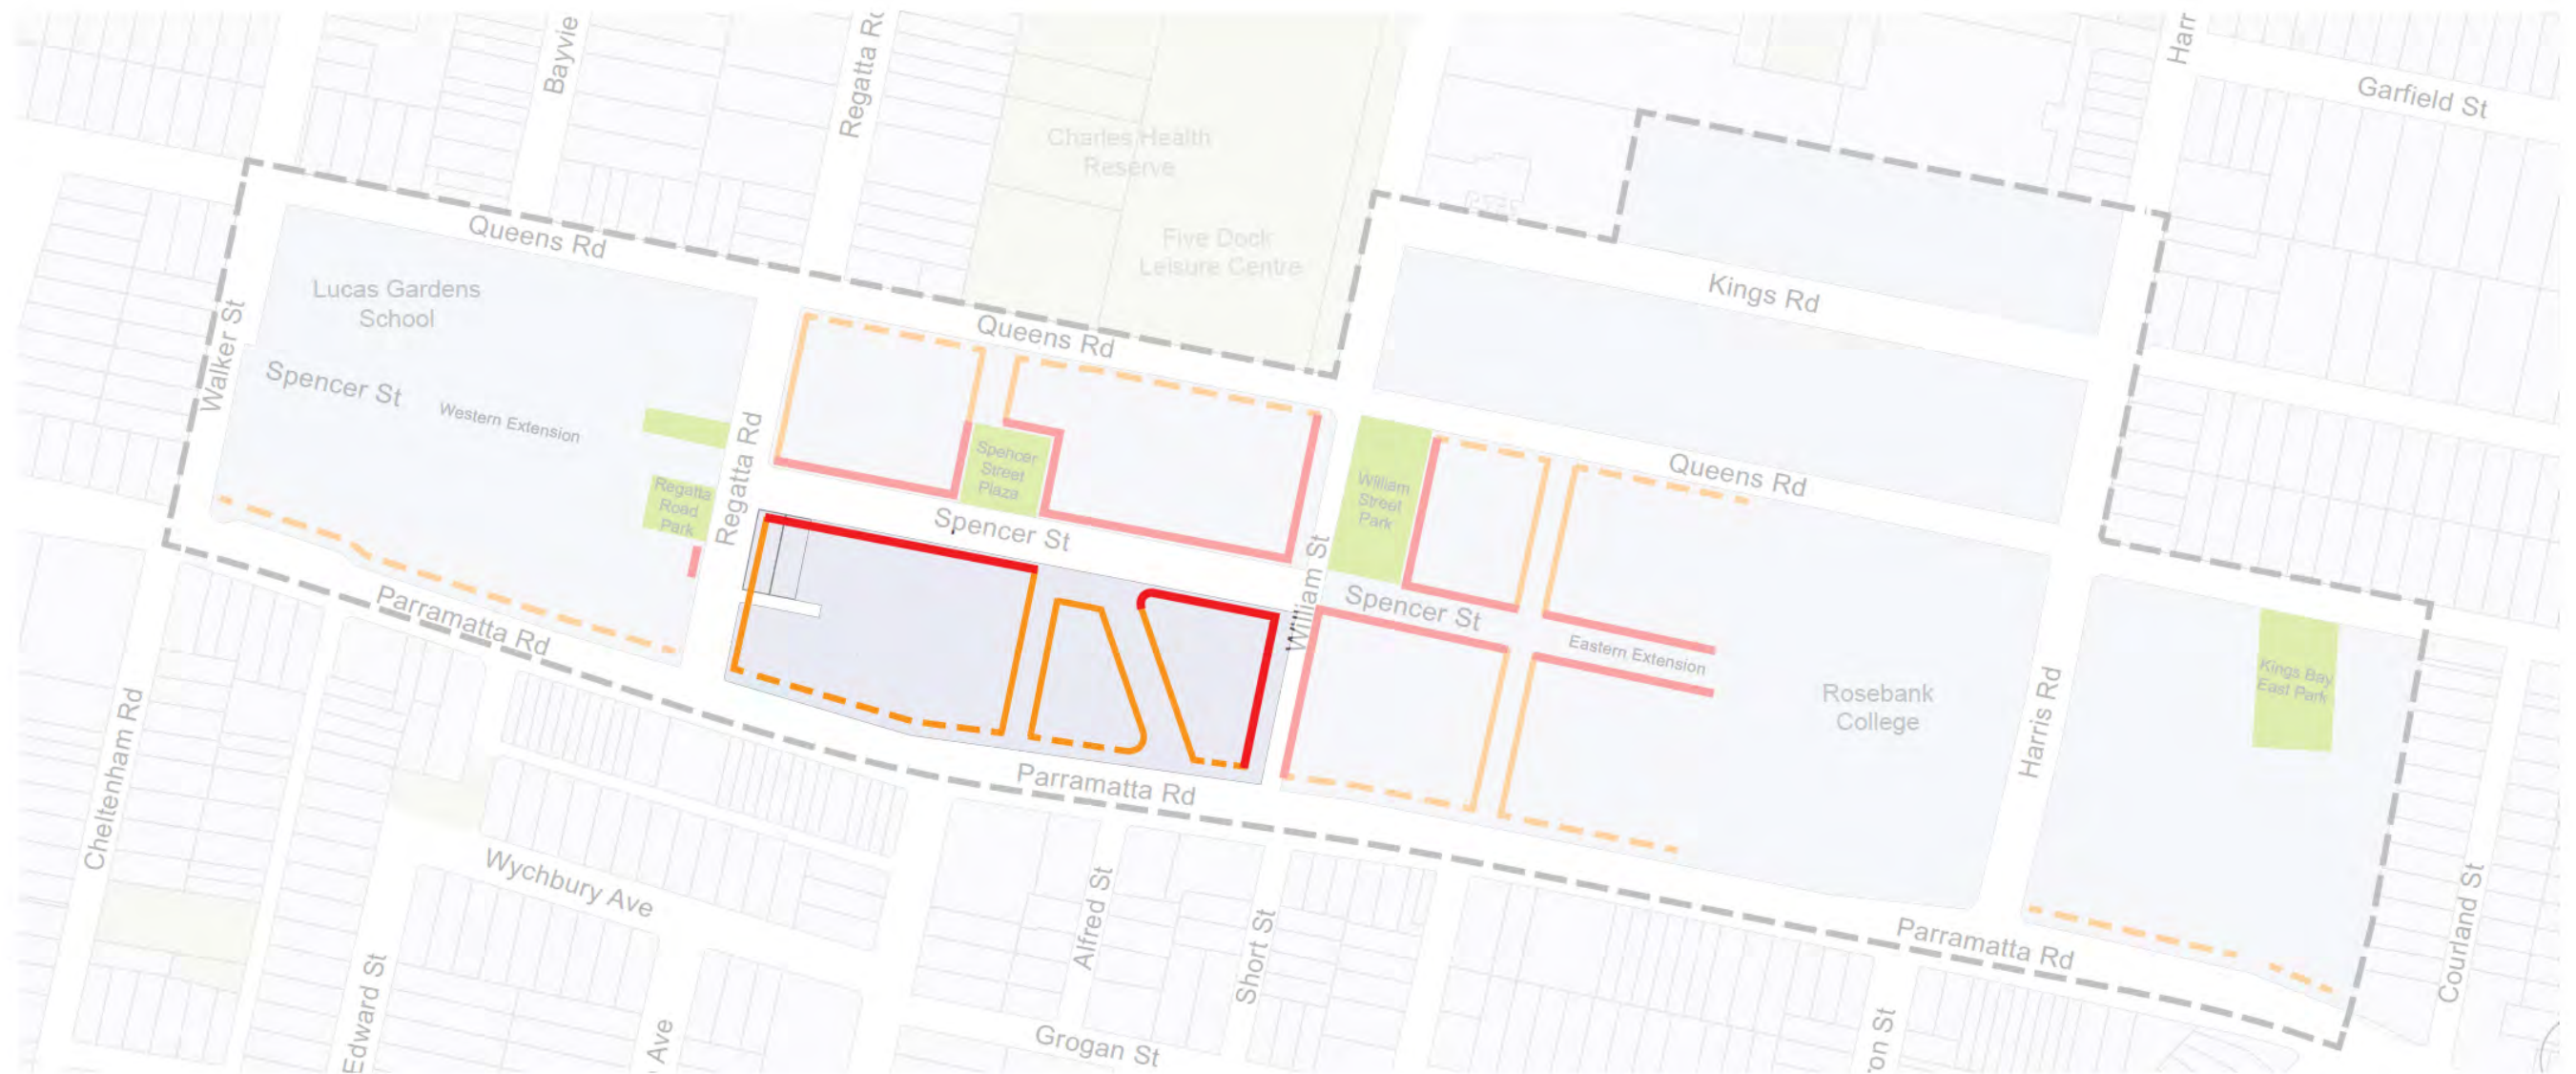 Bayvie
Regatta Rd
Harr
Garfield St
Charles Health
Reserve
Five Dock
Leisure Centre
Queens Rd
Lucas Gardens
School
Kings Rd
Walker St
Spencer St
Western Extension
Queens Rd
Regatta Rd
Regatta
Road
Park
Spencer
Street
Plaza
Spencer St
William
Street
Park
William St
Queens Rd
Spencer St
Eastern Extension
Rosebank
College
Harris Rd
Kings Bay
East Park
Parramatta Rd
Parramatta Rd
Cheltenham Rd
Wychbury Ave
Edward St
Ave
Alfred St
Short St
Grogan St
Parramatta Rd
on St
Courland St